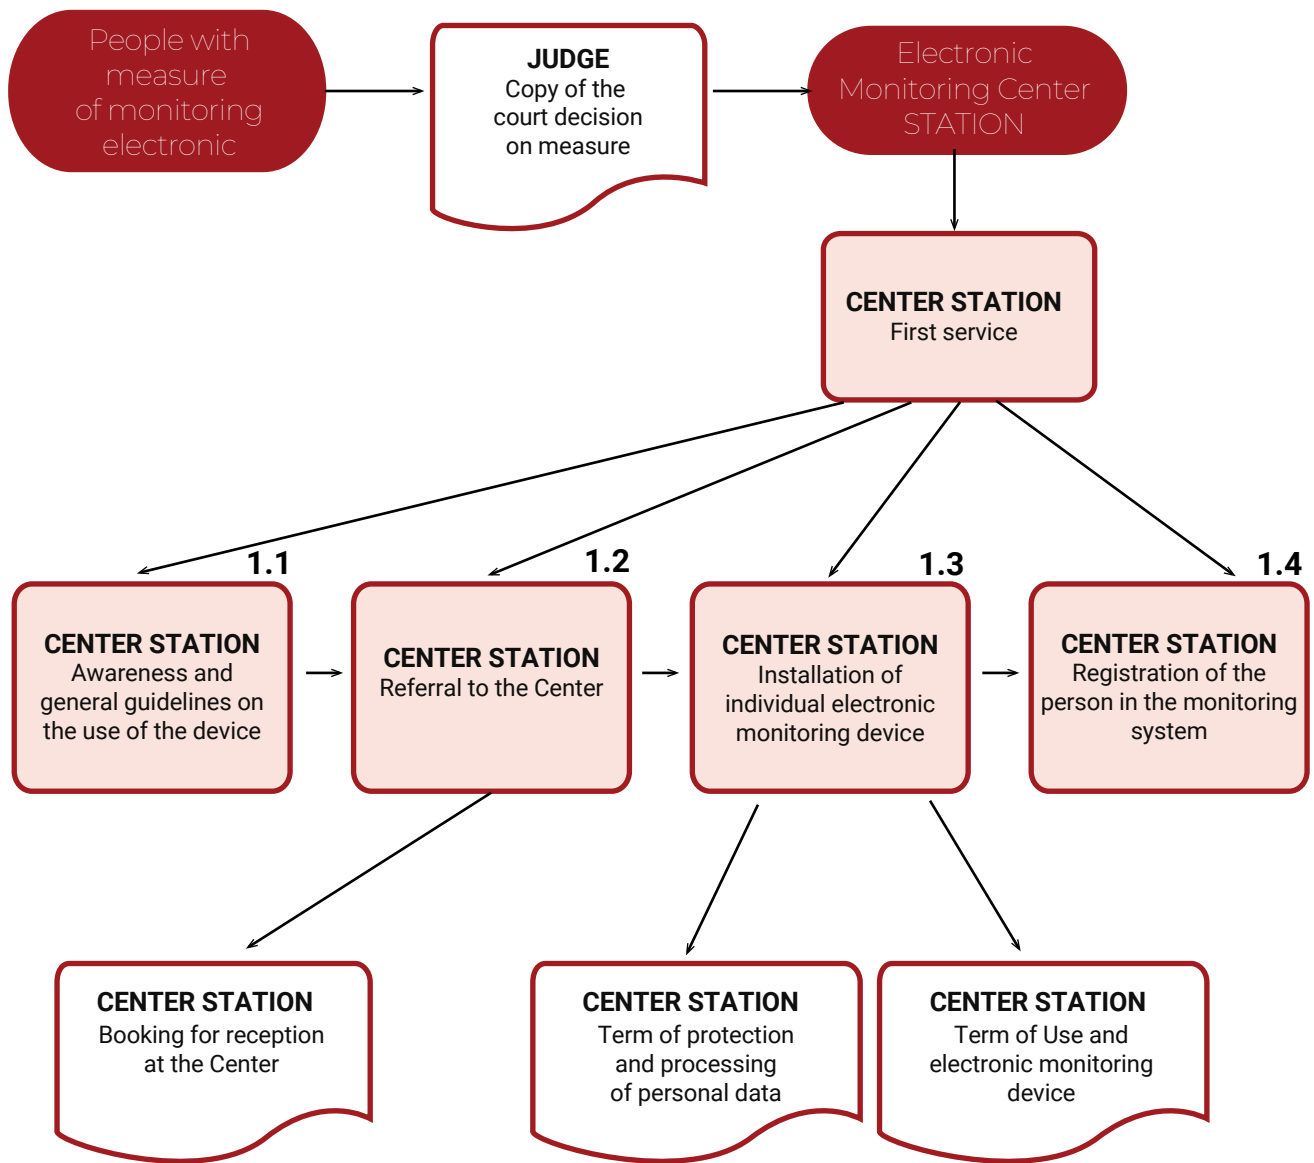 People with
measure
of monitoring
electronic
JUDGE
Copy of the
court decision
on measure
Electronic
Monitoring Center
STATION
CENTER STATION
First service
1.1
CENTER STATION
Awareness and
general guidelines on
the use of the device
1.2
CENTER STATION
Referral to the Center
1.3
CENTER STATION
Installation of
individual electronic
monitoring device
1.4
CENTER STATION
Registration of the
person in the monitoring
system
CENTER STATION
Booking for reception
at the Center
CENTER STATION
Term of protection
and processing
of personal data
CENTER STATION
Term of Use and
electronic monitoring
device